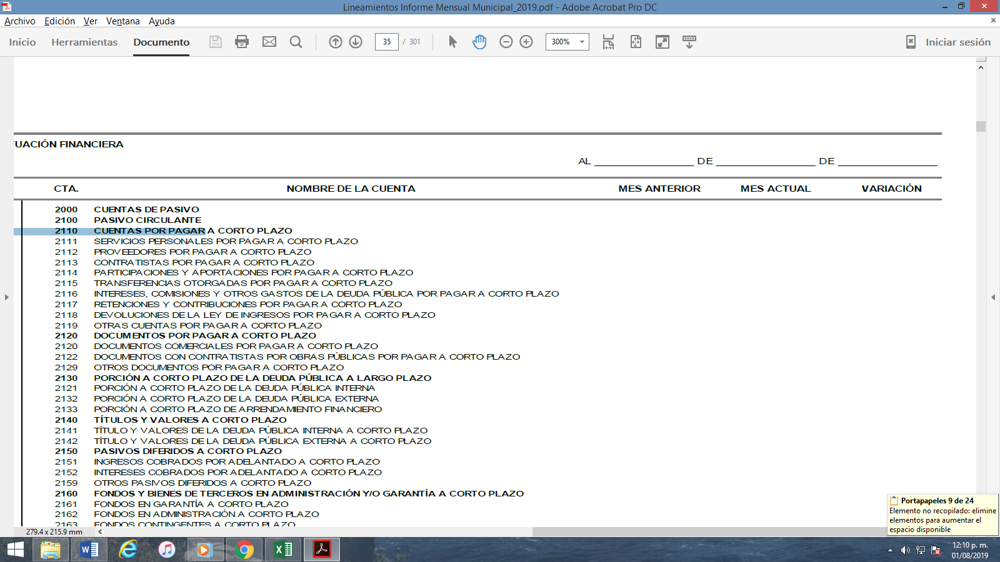 Lineamientos Informe Mensual Municipal_2019.pdf - Adobe Acrobat Pro DC
Archivo Edición Ver Ventana Ayuda
Inicio Herramientas Documento 35 / 301 300% Iniciar sesión
TUACIÓN FINANCIERA
AL ________ DE ________ DE ________
CTA. NOMBRE DE LA CUENTA MES ANTERIOR MES ACTUAL VARIACIÓN
2000 CUENTAS DE PASIVO
2100 PASIVO CIRCULANTE
2110 CUENTAS POR PAGAR A CORTO PLAZO
2111 SERVICIOS PERSONALES POR PAGAR A CORTO PLAZO
2112 PROVEEDORES POR PAGAR A CORTO PLAZO
2113 CONTRATISTAS POR PAGAR A CORTO PLAZO
2114 PARTICIPACIONES Y APORTACIONES POR PAGAR A CORTO PLAZO
2115 TRANSFERENCIAS OTORGADAS POR PAGAR A CORTO PLAZO
2116 INTERESES, COMISIONES Y OTROS GASTOS DE LA DEUDA PÚBLICA POR PAGAR A CORTO PLAZO
2117 RETENCIONES Y CONTRIBUCIONES POR PAGAR A CORTO PLAZO
2118 DEVOLUCIONES DE LA LEY DE INGRESOS POR PAGAR A CORTO PLAZO
2119 OTRAS CUENTAS POR PAGAR A CORTO PLAZO
2120 DOCUMENTOS POR PAGAR A CORTO PLAZO
2120 DOCUMENTOS COMERCIALES POR PAGAR A CORTO PLAZO
2122 DOCUMENTOS CON CONTRATISTAS POR OBRAS PÚBLICAS POR PAGAR A CORTO PLAZO
2129 OTROS DOCUMENTOS POR PAGAR A CORTO PLAZO
2130 PORCIÓN A CORTO PLAZO DE LA DEUDA PÚBLICA A LARGO PLAZO
2121 PORCIÓN A CORTO PLAZO DE LA DEUDA PÚBLICA INTERNA
2132 PORCIÓN A CORTO PLAZO DE LA DEUDA PÚBLICA EXTERNA
2133 PORCIÓN A CORTO PLAZO DE ARRENDAMIENTO FINANCIERO
2140 TÍTULOS Y VALORES A CORTO PLAZO
2141 TÍTULO Y VALORES DE LA DEUDA PÚBLICA INTERNA A CORTO PLAZO
2142 TÍTULO Y VALORES DE LA DEUDA PÚBLICA EXTERNA A CORTO PLAZO
2150 PASIVOS DIFERIDOS A CORTO PLAZO
2151 INGRESOS COBRADOS POR ADELANTADO A CORTO PLAZO
2152 INTERESES COBRADOS POR ADELANTADO A CORTO PLAZO
2159 OTROS PASIVOS DIFERIDOS A CORTO PLAZO
2160 FONDOS Y BIENES DE TERCEROS EN ADMINISTRACIÓN Y/O GARANTÍA A CORTO PLAZO
2161 FONDOS EN GARANTÍA A CORTO PLAZO
2162 FONDOS EN ADMINISTRACIÓN A CORTO PLAZO
2163 FONDOS CONTINGENTES A CORTO PLAZO
Portapapeles 9 de 24
Elemento no recopilado: elimine
elementos para aumentar el
espacio disponible
279.4 x 215.9 mm
12:10 p. m.
01/08/2019